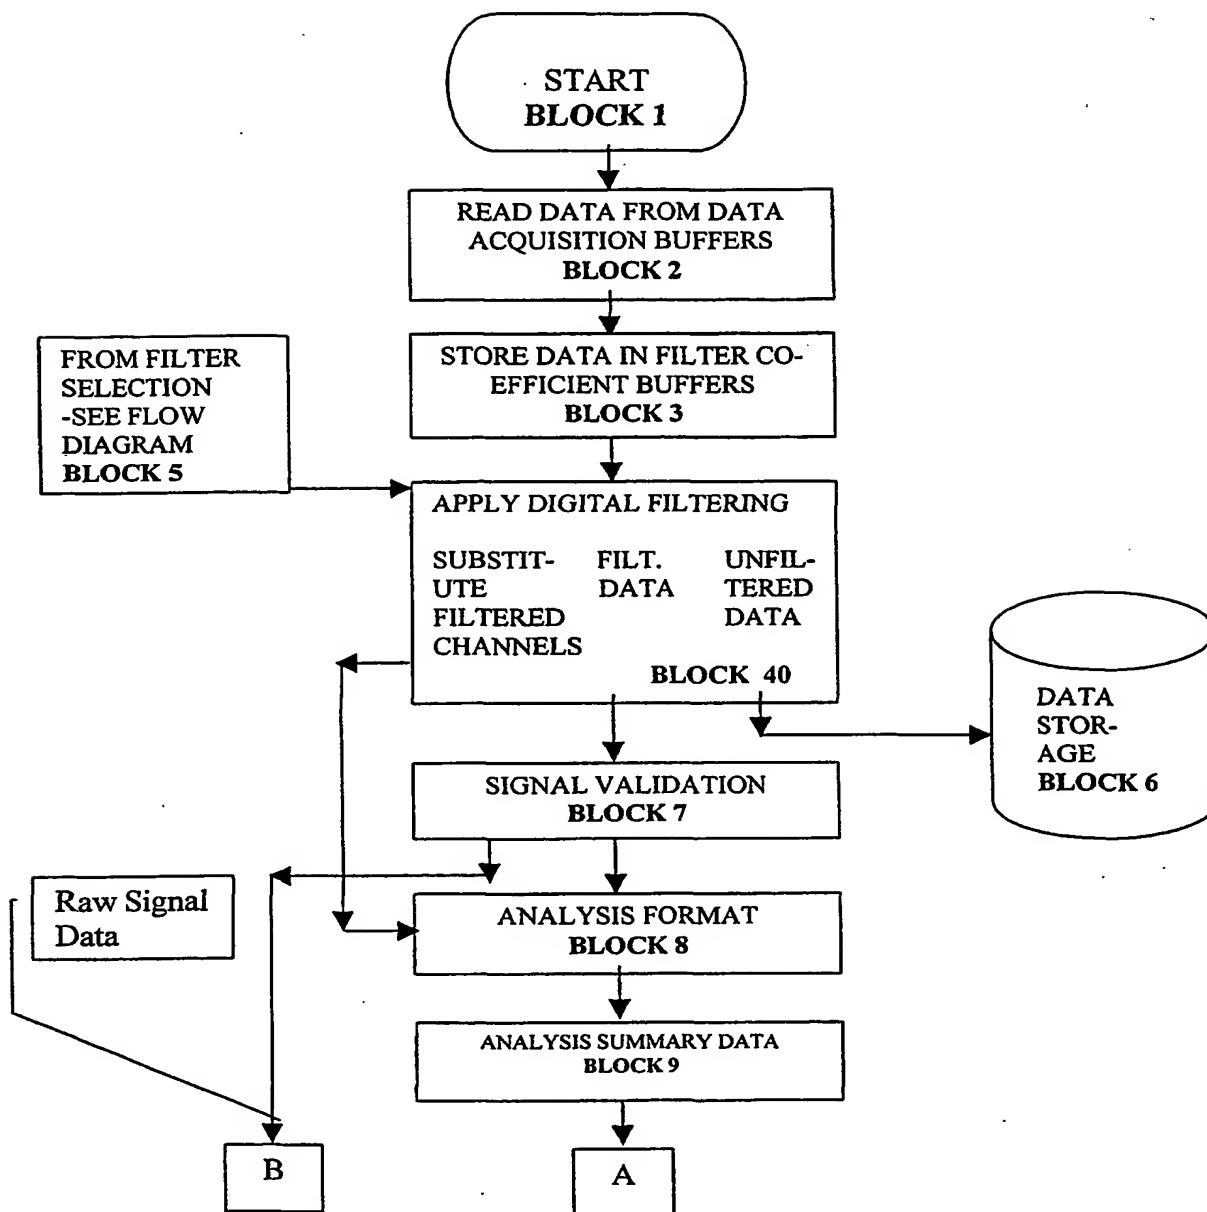 START
BLOCK 1
READ DATA FROM DATA
ACQUISITION BUFFERS
BLOCK 2
STORE DATA IN FILTER CO-
EFFICIENT BUFFERS
BLOCK 3
FROM FILTER
SELECTION
-SEE FLOW
DIAGRAM
BLOCK 5
APPLY DIGITAL FILTERING
SUBSTIT-
UTE
FILTERED
CHANNELS
FILT.
DATA
UNFIL-
TERED
DATA
BLOCK 40
DATA
STOR-
AGE
BLOCK 6
SIGNAL VALIDATION
BLOCK 7
Raw Signal
Data
ANALYSIS FORMAT
BLOCK 8
ANALYSIS SUMMARY DATA
BLOCK 9
B
A